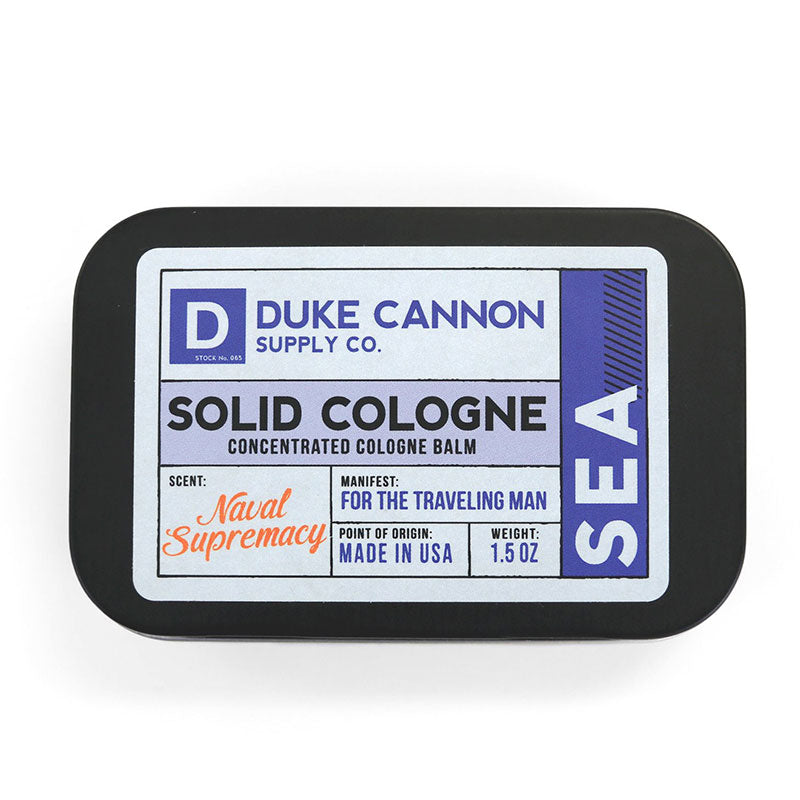 D
STOCK No. 065
DUKE CANNON
SUPPLY CO.
SOLID COLOGNE
CONCENTRATED COLOGNE BALM
SCENT:
Naval
Supremacy
MANIFEST:
FOR THE TRAVELING MAN
POINT OF ORIGIN:
MADE IN USA
WEIGHT:
1.5 OZ
SEA